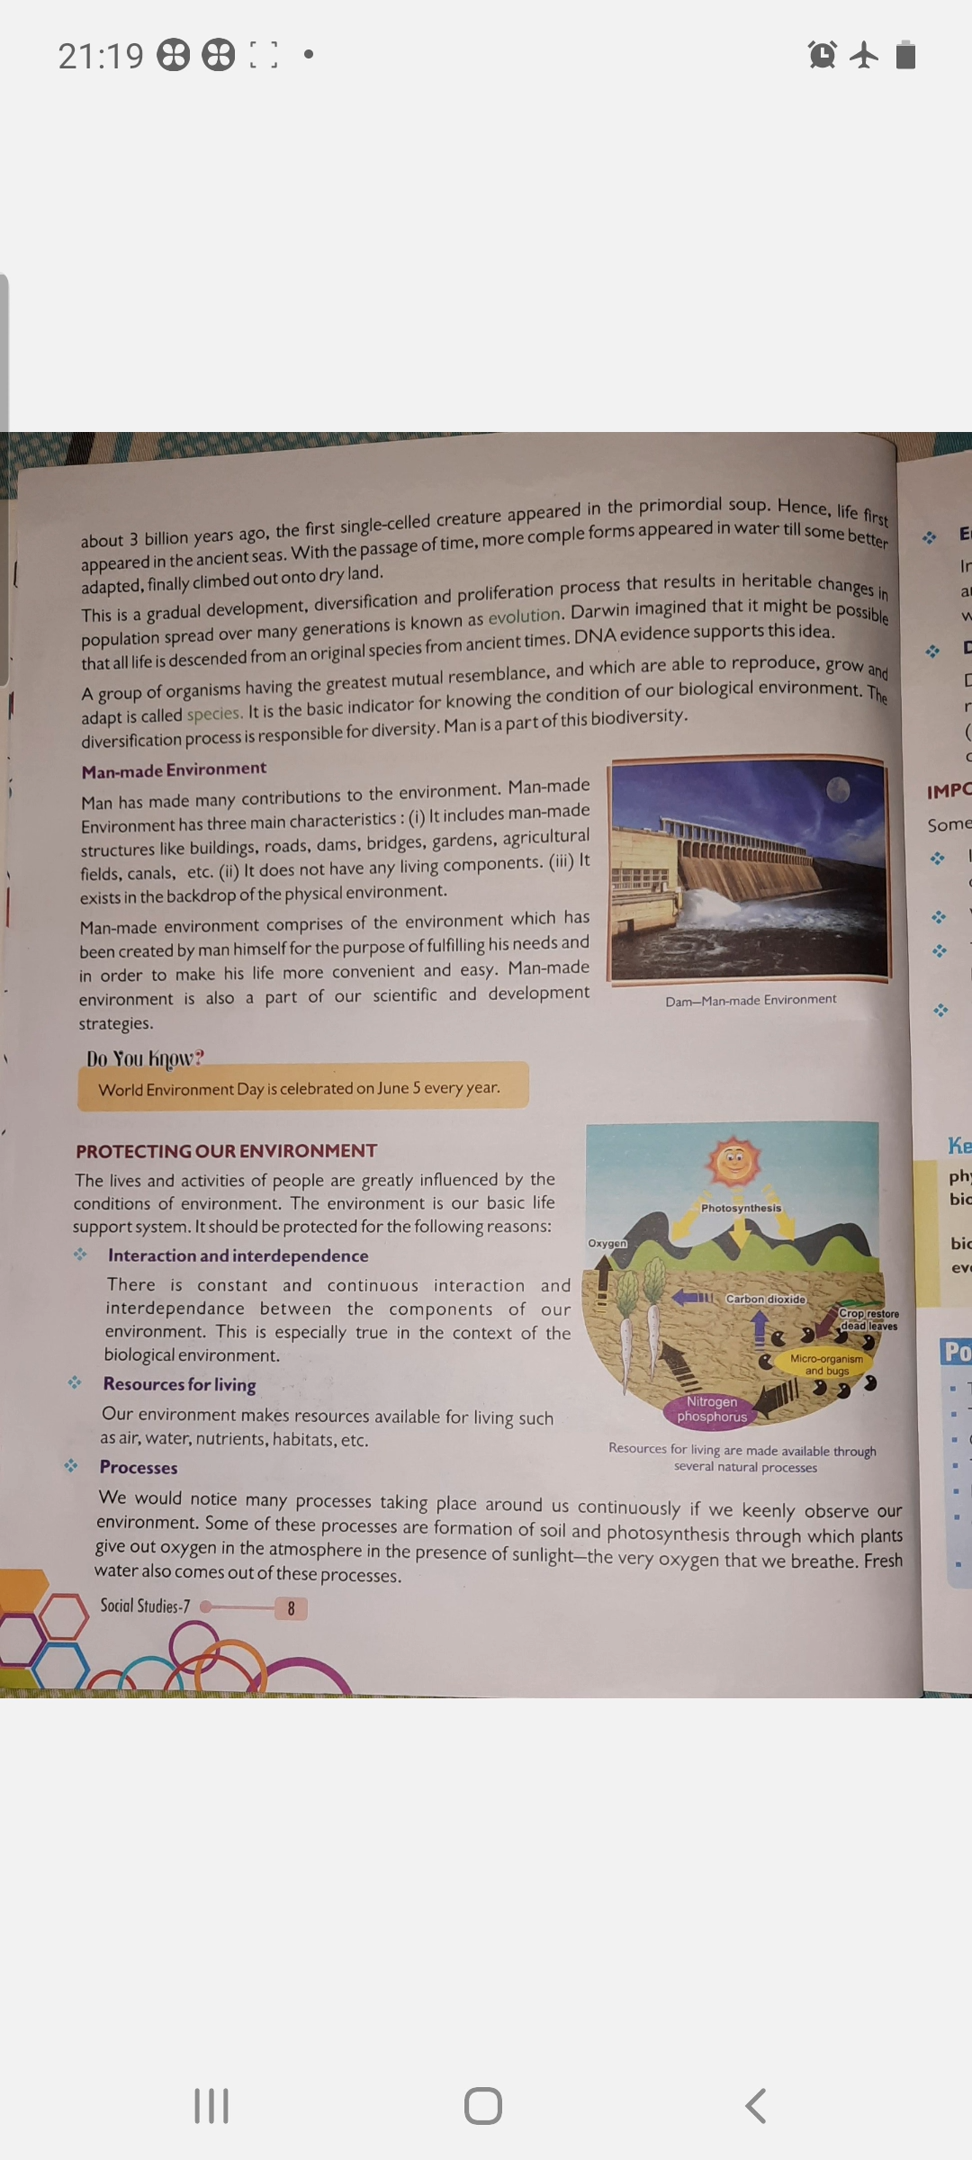 21:19
about 3 billion years ago, the first single-celled creature appeared in the primordial soup. Hence, life first
appeared in the ancient seas. With the passage of time, more comple forms appeared in water till some better
adapted, finally climbed out onto dry land.
This is a gradual development, diversification and proliferation process that results in heritable changes in
population spread over many generations is known as evolution. Darwin imagined that it might be possible
that all life is descended from an original species from ancient times. DNA evidence supports this idea.
A group of organisms having the greatest mutual resemblance, and which are able to reproduce, grow and
adapt is called species. It is the basic indicator for knowing the condition of our biological environment. The
diversification process is responsible for diversity. Man is a part of this biodiversity.
Man-made Environment
Man has made many contributions to the environment. Man-made
Environment has three main characteristics : (i) It includes man-made
structures like buildings, roads, dams, bridges, gardens, agricultural
fields, canals, etc. (ii) It does not have any living components. (iii) It
exists in the backdrop of the physical environment.
Man-made environment comprises of the environment which has
been created by man himself for the purpose of fulfilling his needs and
in order to make his life more convenient and easy. Man-made
environment is also a part of our scientific and development
strategies.
Dam—Man-made Environment
Do You Know?
World Environment Day is celebrated on June 5 every year.
PROTECTING OUR ENVIRONMENT
The lives and activities of people are greatly influenced by the
conditions of environment. The environment is our basic life
support system. It should be protected for the following reasons:
Interaction and interdependence
There is constant and continuous interaction and
interdependance between the components of our
environment. This is especially true in the context of the
biological environment.
Resources for living
Our environment makes resources available for living such
as air, water, nutrients, habitats, etc.
Photosynthesis
Oxygen
Carbon dioxide
Crop restore
dead leaves
Micro-organism
and bugs
Nitrogen
phosphorus
Resources for living are made available through
several natural processes
Processes
We would notice many processes taking place around us continuously if we keenly observe our
environment. Some of these processes are formation of soil and photosynthesis through which plants
give out oxygen in the atmosphere in the presence of sunlight—the very oxygen that we breathe. Fresh
water also comes out of these processes.
Social Studies-7 8
Some